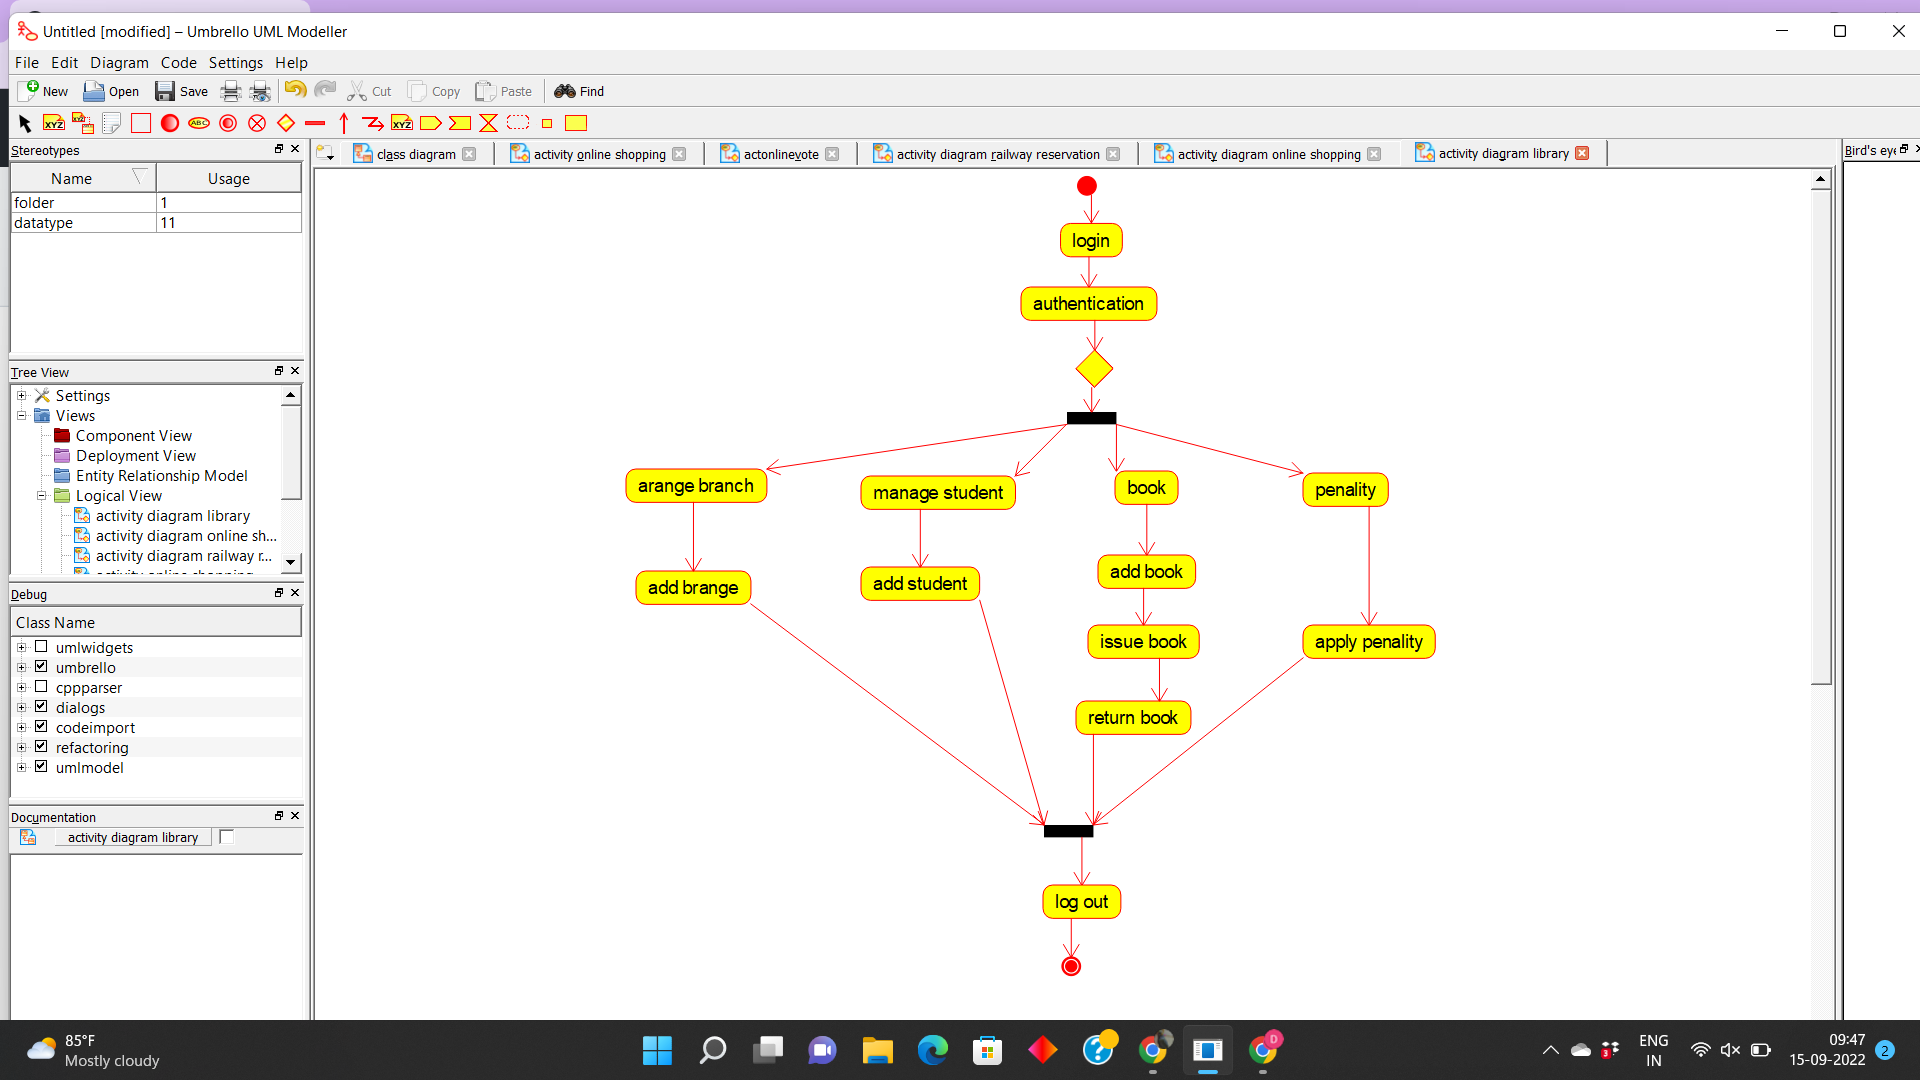 Untitled [modified] – Umbrello UML Modeller
File Edit Diagram Code Settings Help
New Open Save Cut Copy Paste Find
XYZ ABC XYZ
Stereotypes
Name Usage
folder 1
datatype 11
Tree View
Settings
Views
Component View
Deployment View
Entity Relationship Model
Logical View
activity diagram library
activity diagram online sh...
activity diagram railway r...
Debug
Class Name
umlwidgets
umbrello
cppparser
dialogs
codeimport
refactoring
umlmodel
Documentation
activity diagram library
class diagram activity online shopping actonlinevote activity diagram railway reservation activity diagram online shopping activity diagram library
Bird's eye
login
authentication
arange branch manage student book penality
add brange add student add book
issue book apply penality
return book
log out
85°F
Mostly cloudy
D
3
ENG
IN
09:47
15-09-2022
2